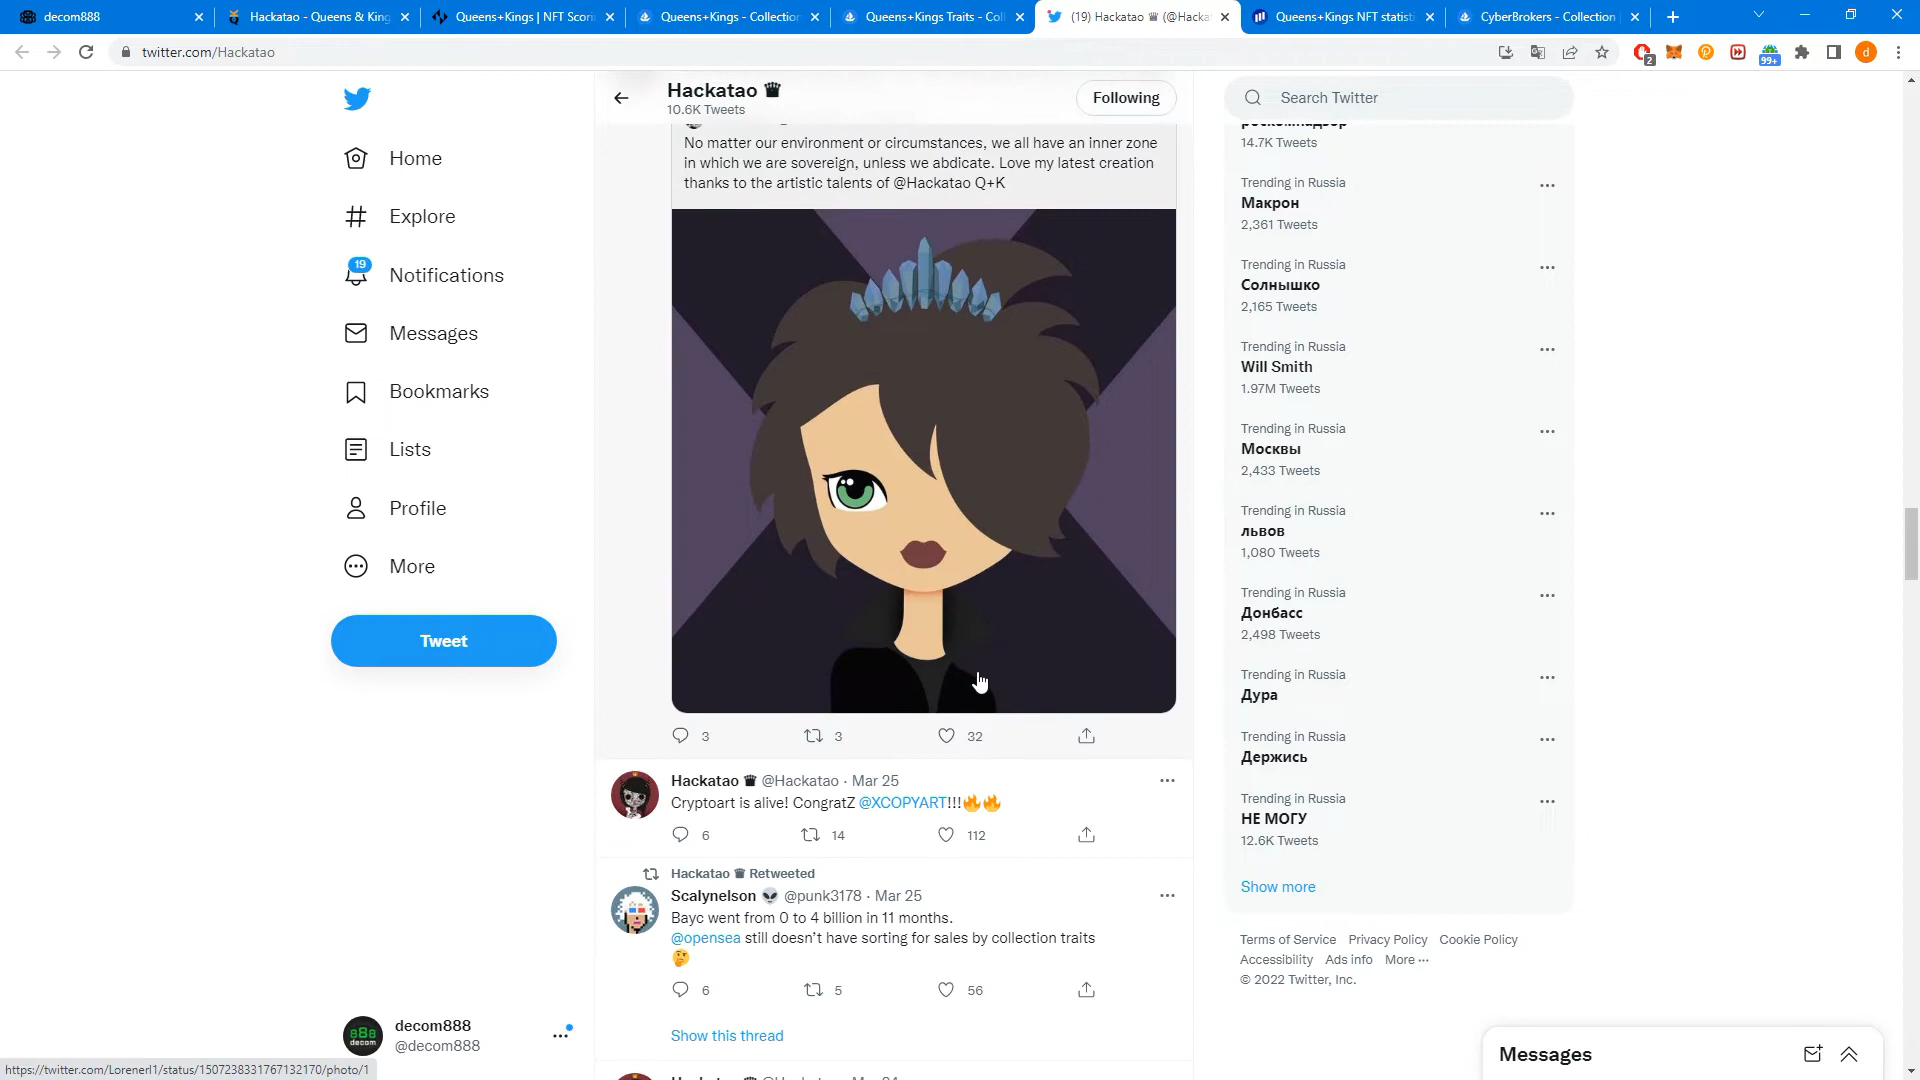 decom888
Hackatao - Queens & King
Queens+Kings | NFT Scori
Queens+Kings - Collection
Queens+Kings Traits - Coll
(19) Hackatao ♛ (@Hacka
Queens+Kings NFT statisti
CyberBrokers - Collection
twitter.com/Hackatao
2
99+
d
Hackatao ♛
10.6K Tweets
Following
Search Twitter
Home
Explore
19
Notifications
Messages
Bookmarks
Lists
Profile
More
Tweet
decom888
@decom888
No matter our environment or circumstances, we all have an inner zone
in which we are sovereign, unless we abdicate. Love my latest creation
thanks to the artistic talents of @Hackatao Q+K
3
3
32
Hackatao ♛ @Hackatao · Mar 25
Cryptoart is alive! CongratZ @XCOPYART!!!🔥🔥
6
14
112
Hackatao ♛ Retweeted
Scalynelson 👽 @punk3178 · Mar 25
Bayc went from 0 to 4 billion in 11 months.
@opensea still doesn't have sorting for sales by collection traits
🤔
6
5
56
Show this thread
роскомнадзор
14.7K Tweets
Trending in Russia
Макрон
2,361 Tweets
Trending in Russia
Солнышко
2,165 Tweets
Trending in Russia
Will Smith
1.97M Tweets
Trending in Russia
Москвы
2,433 Tweets
Trending in Russia
львов
1,080 Tweets
Trending in Russia
Донбасс
2,498 Tweets
Trending in Russia
Дура
Trending in Russia
Держись
Trending in Russia
НЕ МОГУ
12.6K Tweets
Show more
Terms of Service Privacy Policy Cookie Policy
Accessibility Ads info More ···
© 2022 Twitter, Inc.
Messages
888
decom
https://twitter.com/Lorenerl1/status/1507238331767132170/photo/1